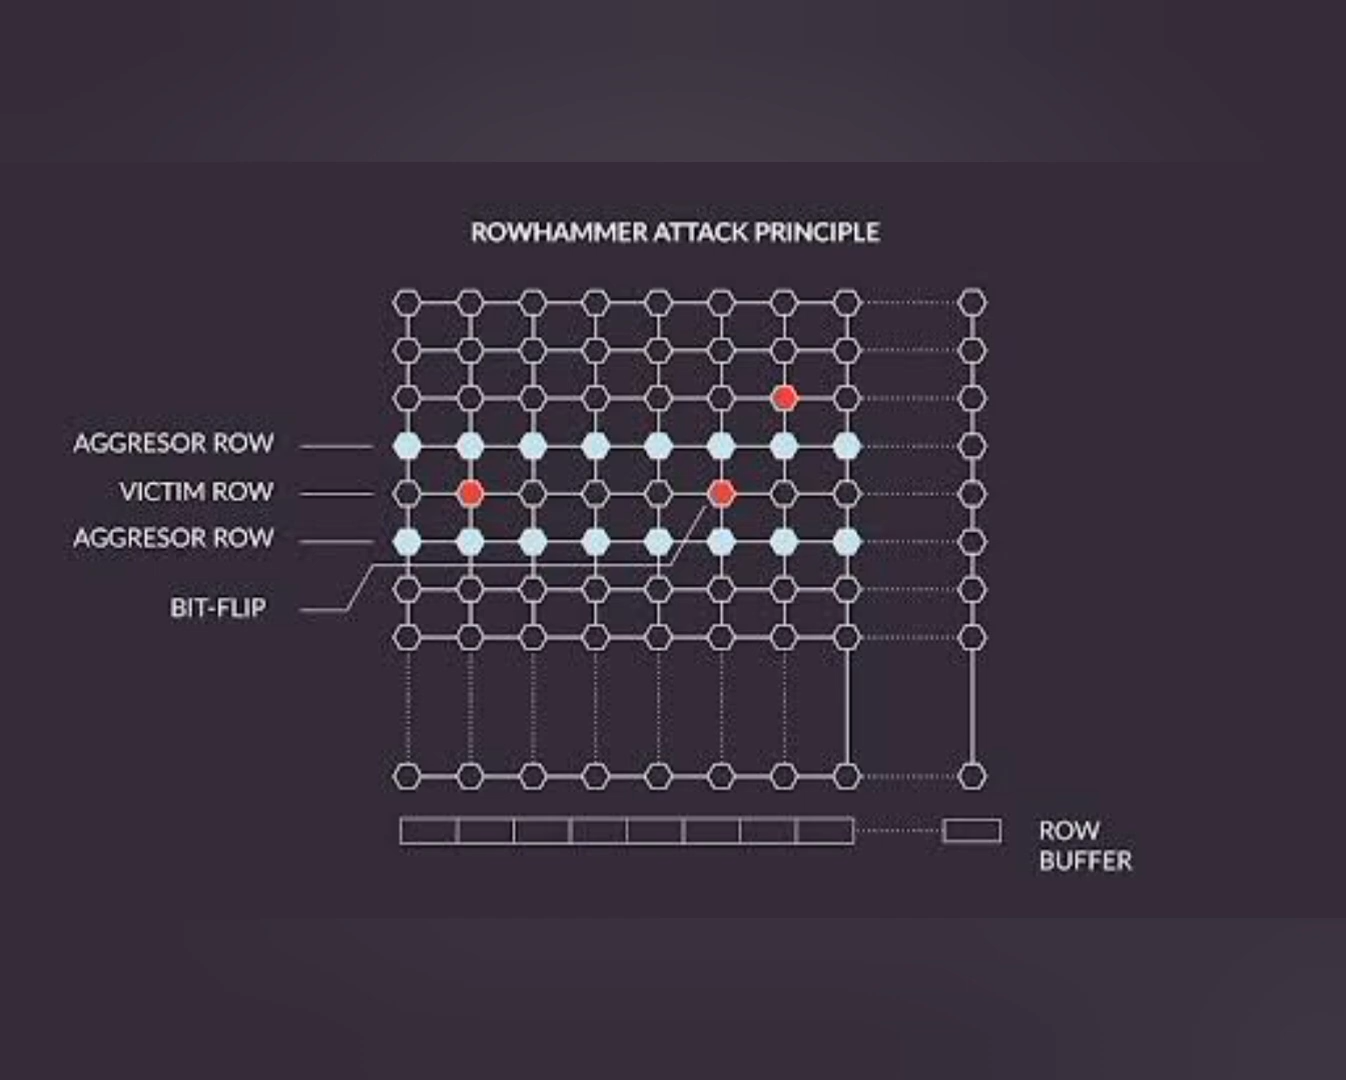 ROWHAMMER ATTACK PRINCIPLE
AGGRESOR ROW
VICTIM ROW
AGGRESOR ROW
BIT-FLIP
ROW
BUFFER